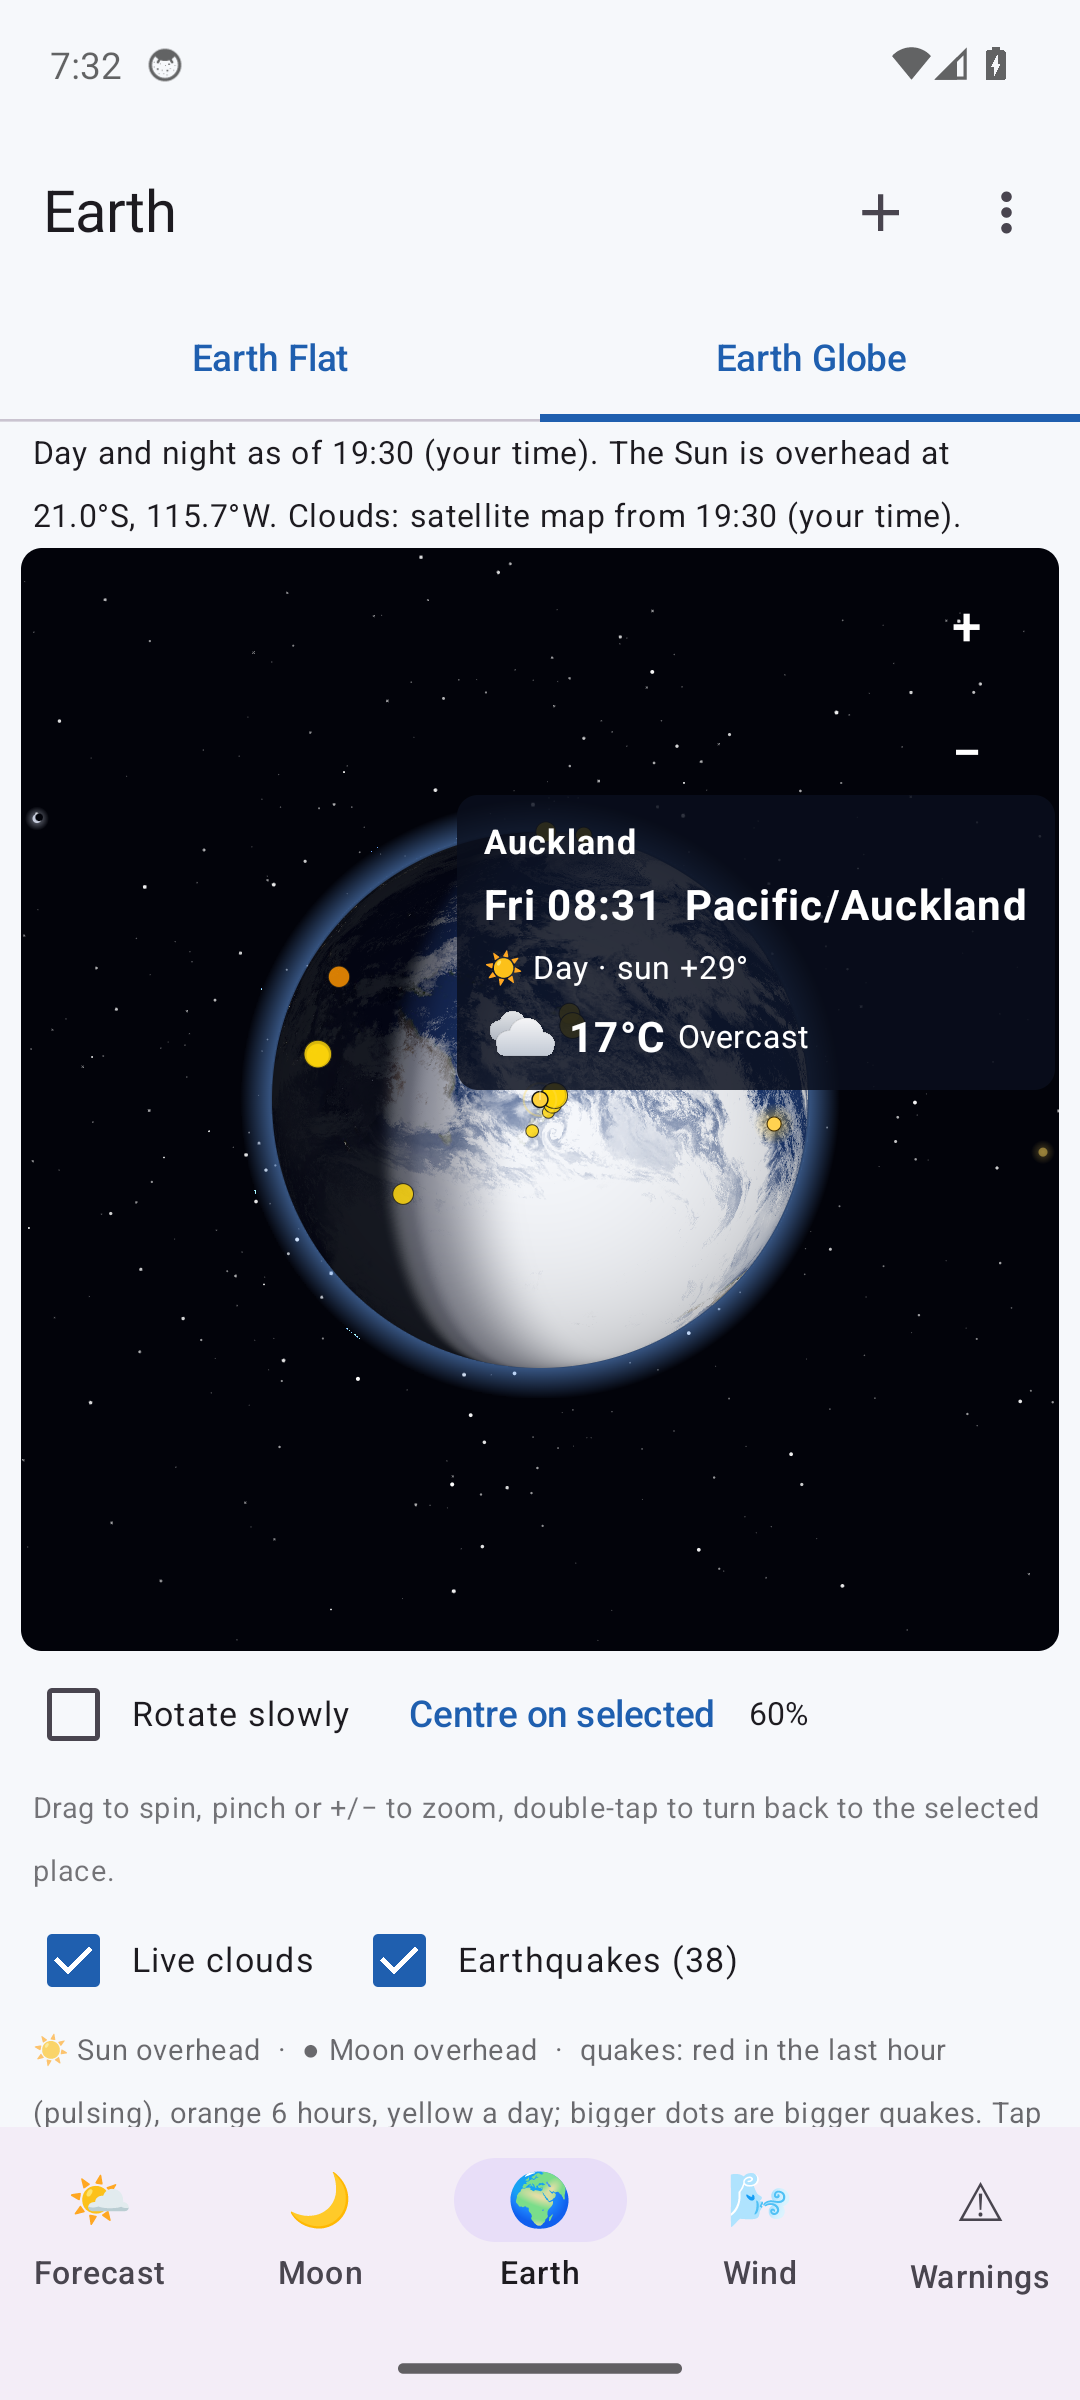 7:32
Earth
Earth Flat
Earth Globe
Day and night as of 19:30 (your time). The Sun is overhead at
21.0°S, 115.7°W. Clouds: satellite map from 19:30 (your time).
+
−
Auckland
Fri 08:31 Pacific/Auckland
☀️ Day · sun +29°
17°C Overcast
Rotate slowly
Centre on selected
60%
Drag to spin, pinch or +/− to zoom, double-tap to turn back to the selected
place.
Live clouds
Earthquakes (38)
☀️ Sun overhead · ● Moon overhead · quakes: red in the last hour
(pulsing), orange 6 hours, yellow a day; bigger dots are bigger quakes. Tap
Forecast
Moon
Earth
Wind
Warnings